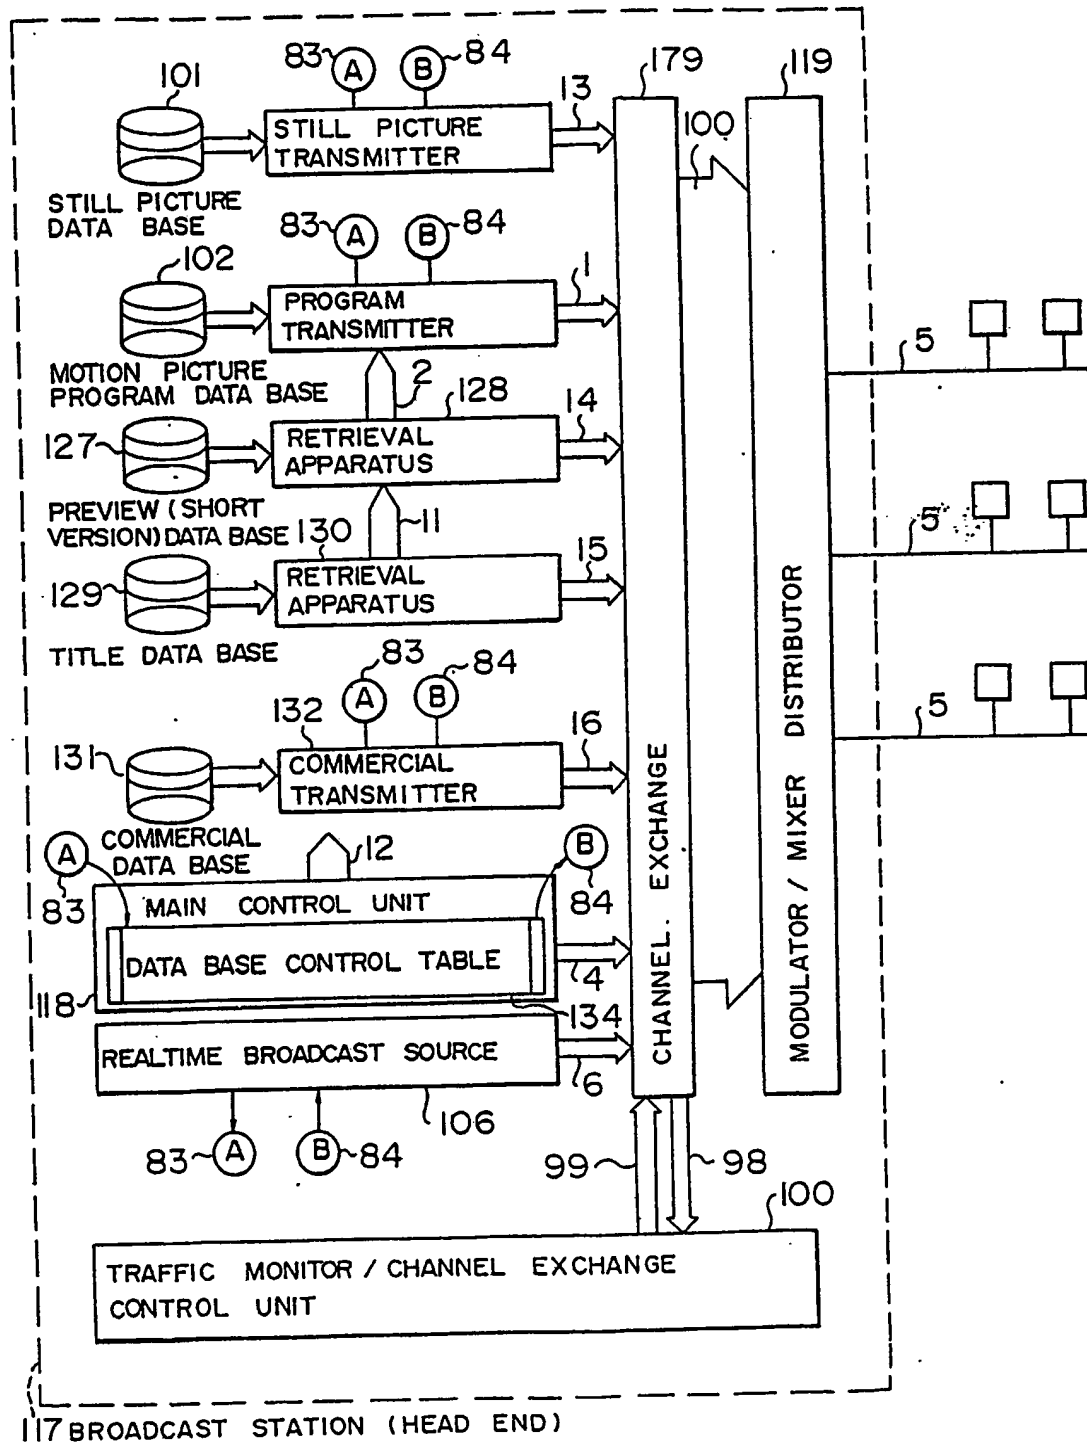 83
A
B
84
101
STILL PICTURE
TRANSMITTER
13
179
119
100
STILL PICTURE
DATA BASE
83
A
B
84
102
PROGRAM
TRANSMITTER
1
MOTION PICTURE
PROGRAM DATA BASE
2
128
127
RETRIEVAL
APPARATUS
14
PREVIEW (SHORT
VERSION) DATA BASE
130
11
129
RETRIEVAL
APPARATUS
15
TITLE DATA BASE
83
A
B
84
132
131
COMMERCIAL
TRANSMITTER
16
COMMERCIAL
DATA BASE
A
83
12
B
84
MAIN CONTROL UNIT
DATA BASE CONTROL TABLE
118
134
4
REALTIME BROADCAST SOURCE
6
106
83
A
B
84
CHANNEL. EXCHANGE
MODULATOR / MIXER DISTRIBUTOR
5
5
5
99
98
100
TRAFFIC MONITOR / CHANNEL EXCHANGE
CONTROL UNIT
117 BROADCAST STATION (HEAD END)